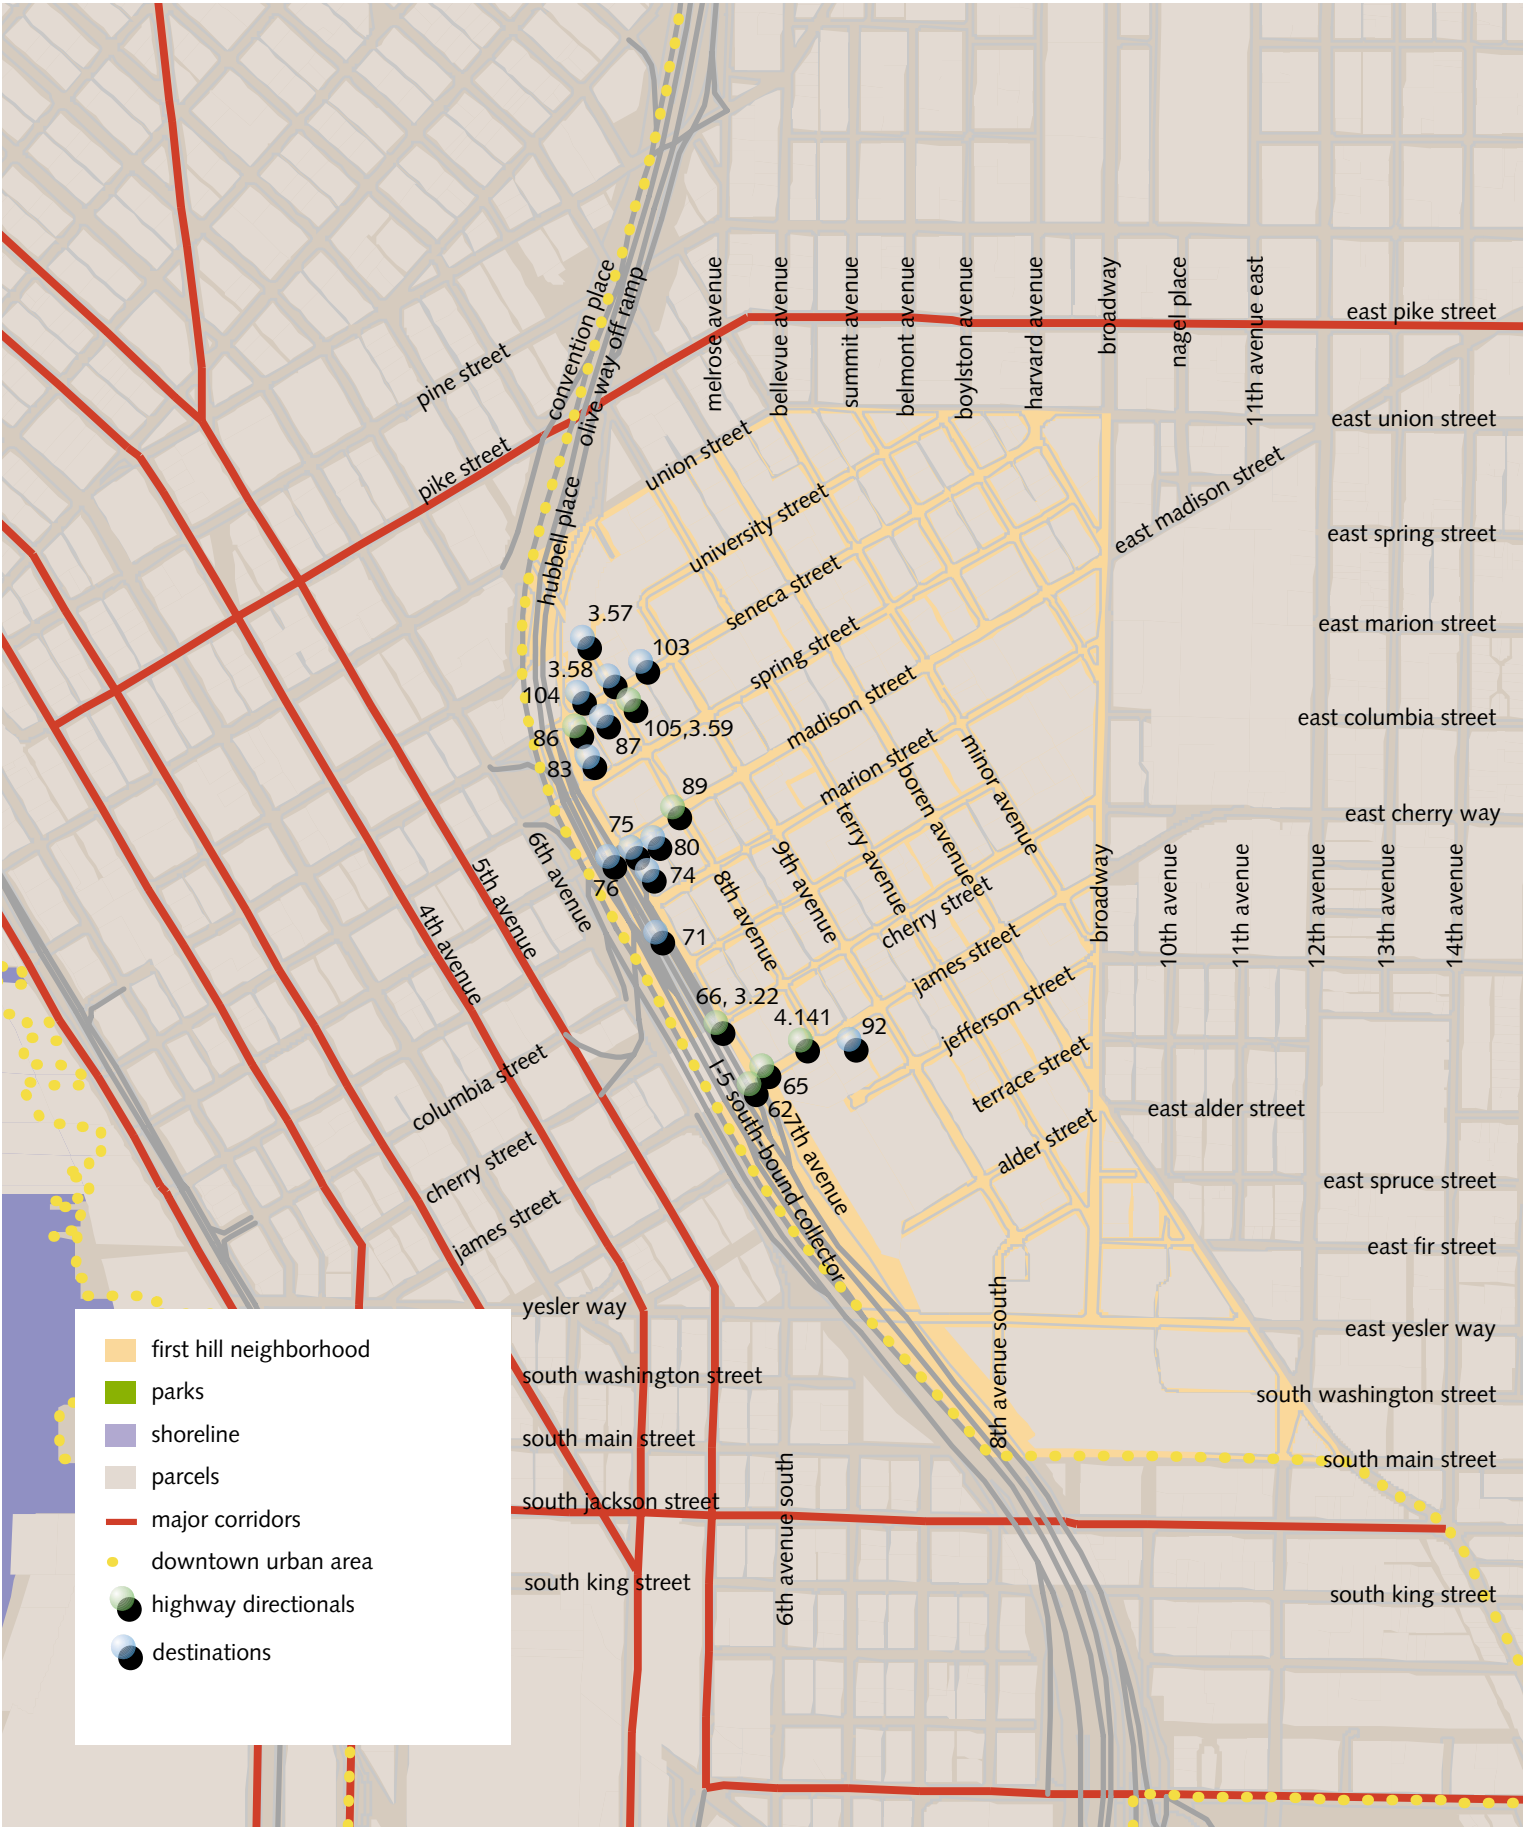 convention place
olive way off ramp
melrose avenue
bellevue avenue
summit avenue
belmont avenue
boylston avenue
harvard avenue
broadway
nagel place
11th avenue east
east pike street
pine street
pike street
union street
east union street
east madison street
hubbell place
university street
east spring street
seneca street
3.57
103
3.58
104
spring street
east marion street
madison street
105,3.59
86
87
83
marion street
minor avenue
east columbia street
89
75
80
76
74
boren avenue
terry avenue
9th avenue
8th avenue
east cherry way
6th avenue
5th avenue
4th avenue
71
cherry street
broadway
10th avenue
11th avenue
12th avenue
13th avenue
14th avenue
james street
66, 3.22
4.141
92
jefferson street
65
62
7th avenue
I-5 south-bound collector
terrace street
alder street
columbia street
cherry street
james street
east alder street
east spruce street
east fir street
8th avenue south
yesler way
east yesler way
south washington street
south washington street
south main street
south main street
south jackson street
6th avenue south
south king street
south king street
first hill neighborhood
parks
shoreline
parcels
major corridors
downtown urban area
highway directionals
destinations